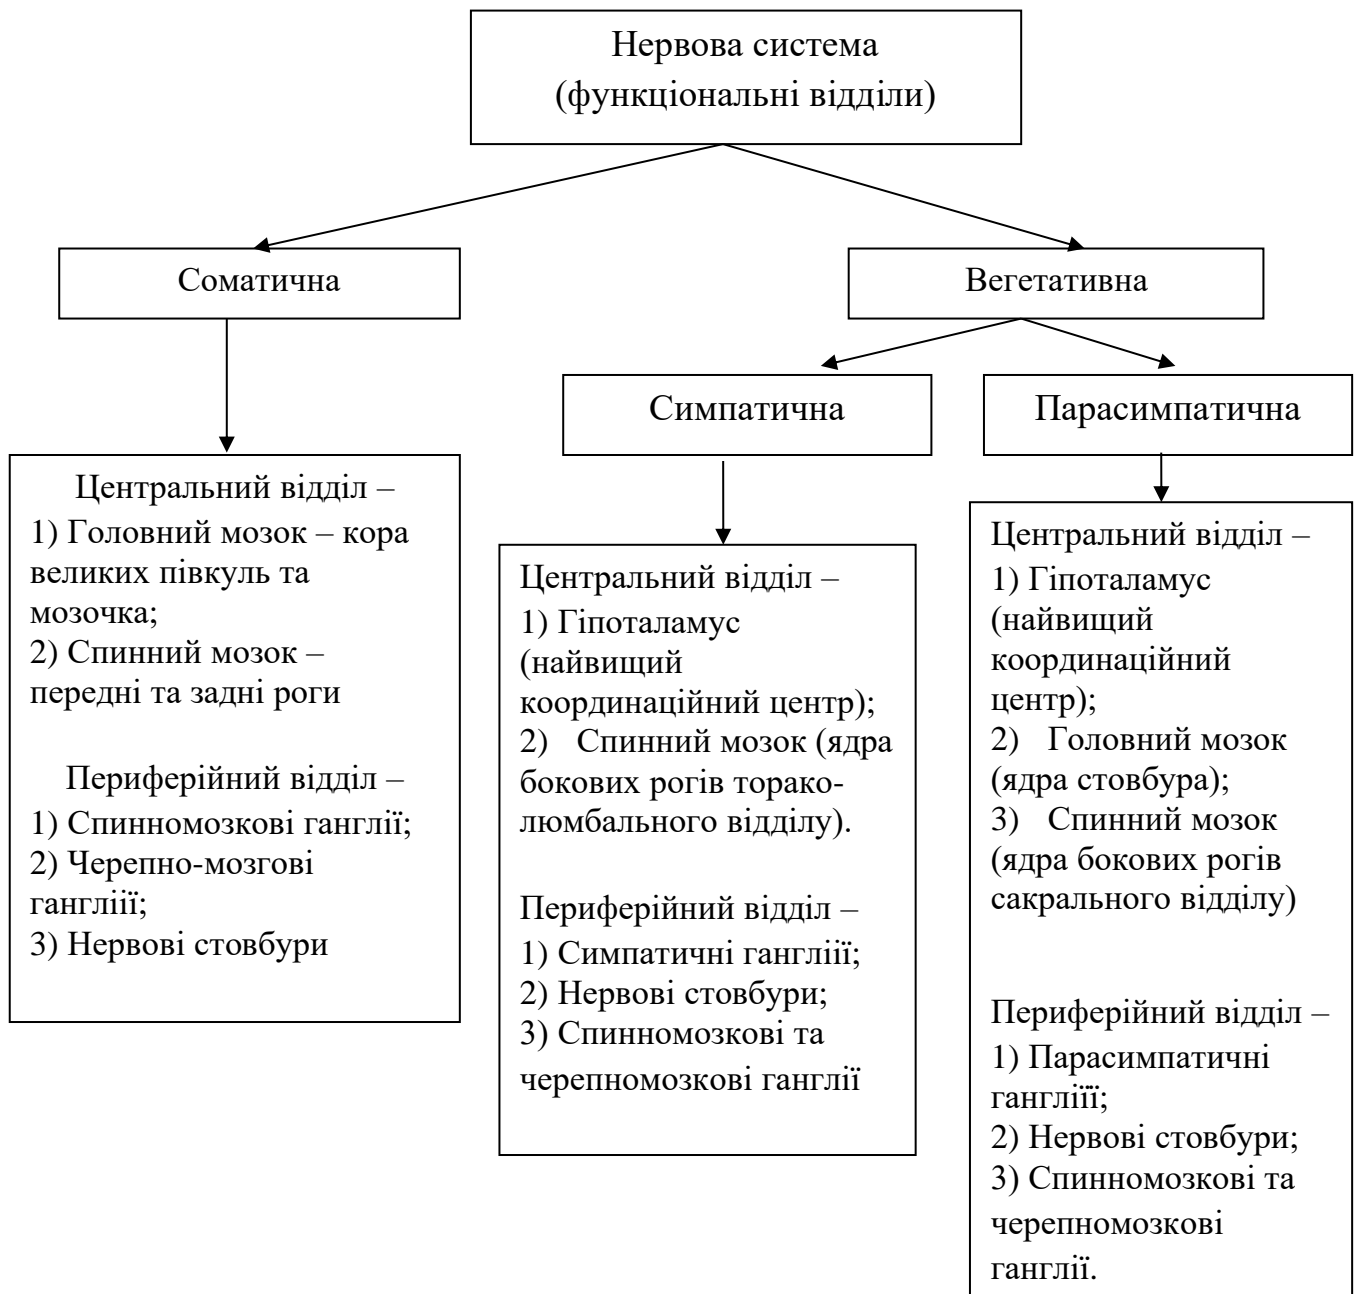 Нервова система
(функціональні відділи)
Соматична
Вегетативна
Симпатична
Парасимпатична
Центральний відділ –
1) Головний мозок – кора
великих півкуль та
мозочка;
2) Спинний мозок –
передні та задні роги
Периферійний відділ –
1) Спинномозкові ганглії;
2) Черепно-мозгові
гангліії;
3) Нервові стовбури
Центральний відділ –
1) Гіпоталамус
(найвищий
координаційний центр);
2) Спинний мозок (ядра
бокових рогів торако-
люмбального відділу).
Периферійний відділ –
1) Симпатичні гангліії;
2) Нервові стовбури;
3) Спинномозкові та
черепномозкові ганглії
Центральний відділ –
1) Гіпоталамус
(найвищий
координаційний
центр);
2) Головний мозок
(ядра стовбура);
3) Спинний мозок
(ядра бокових рогів
сакрального відділу)
Периферійний відділ –
1) Парасимпатичні
гангліїї;
2) Нервові стовбури;
3) Спинномозкові та
черепномозкові
ганглії.